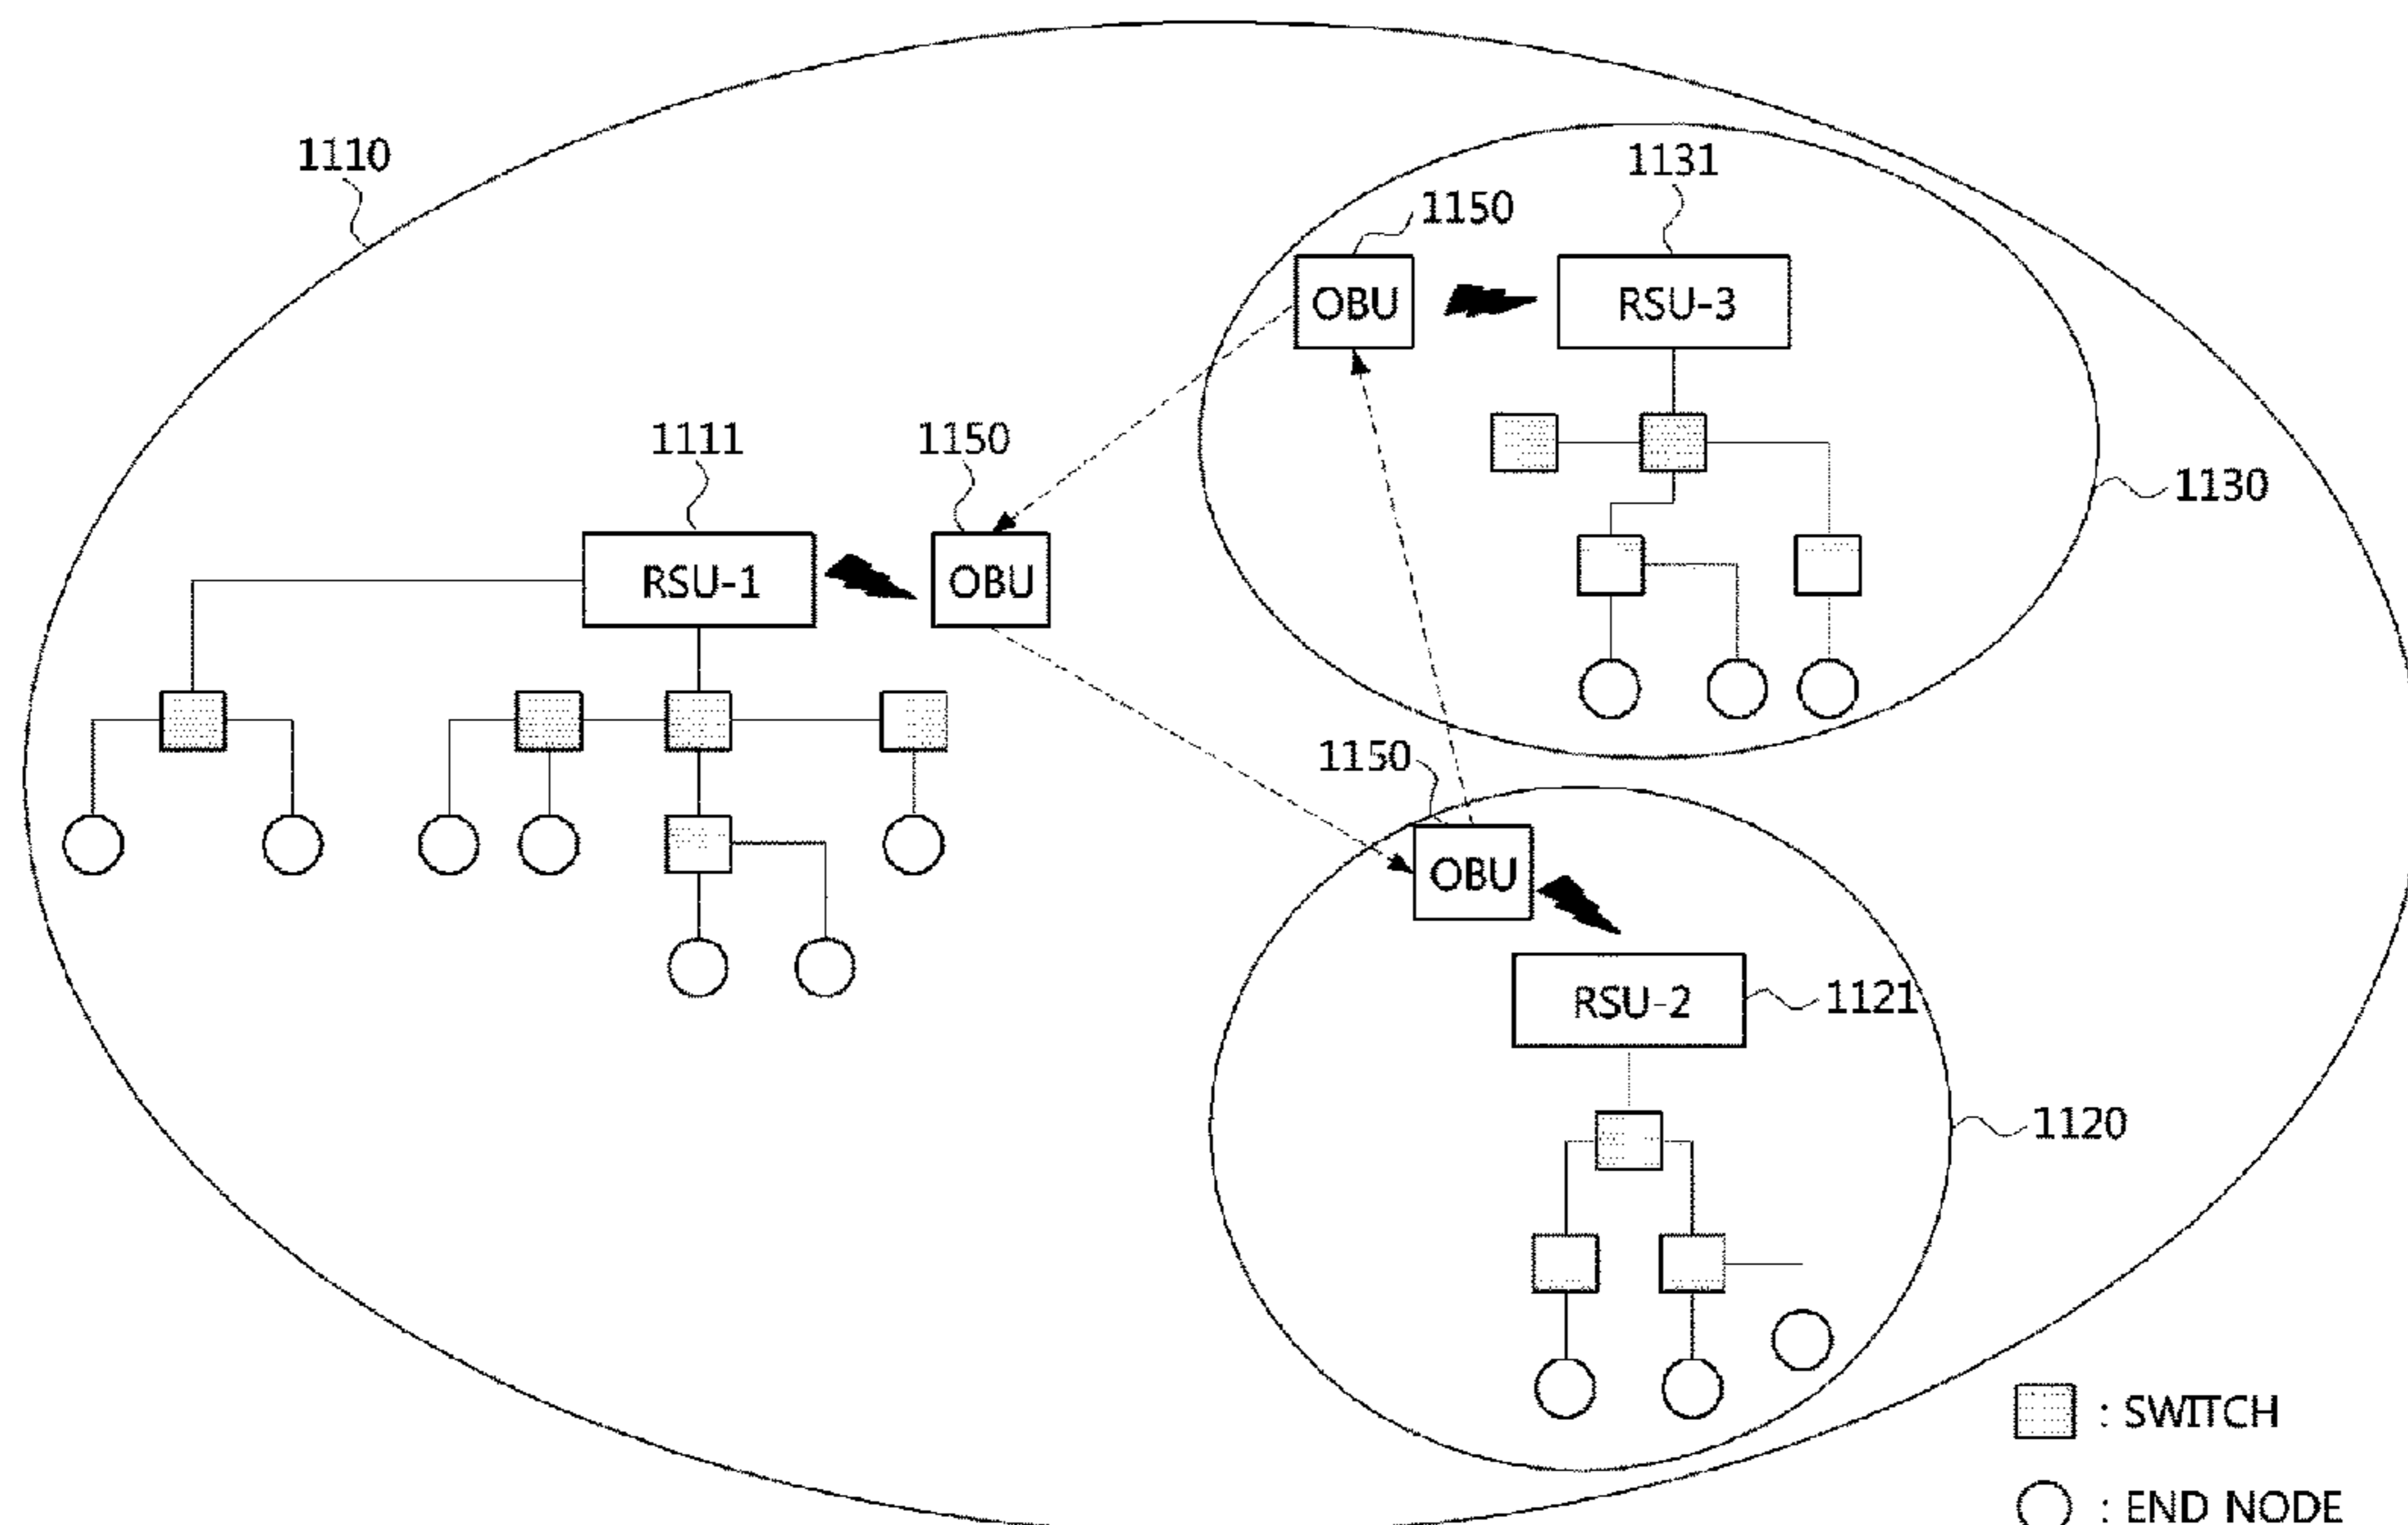 1110
1131
1150
OBU
RSU-3
1111
1150
1130
RSU-1
OBU
1150
OBU
RSU-2
1121
1120
: SWITCH
: END NODE